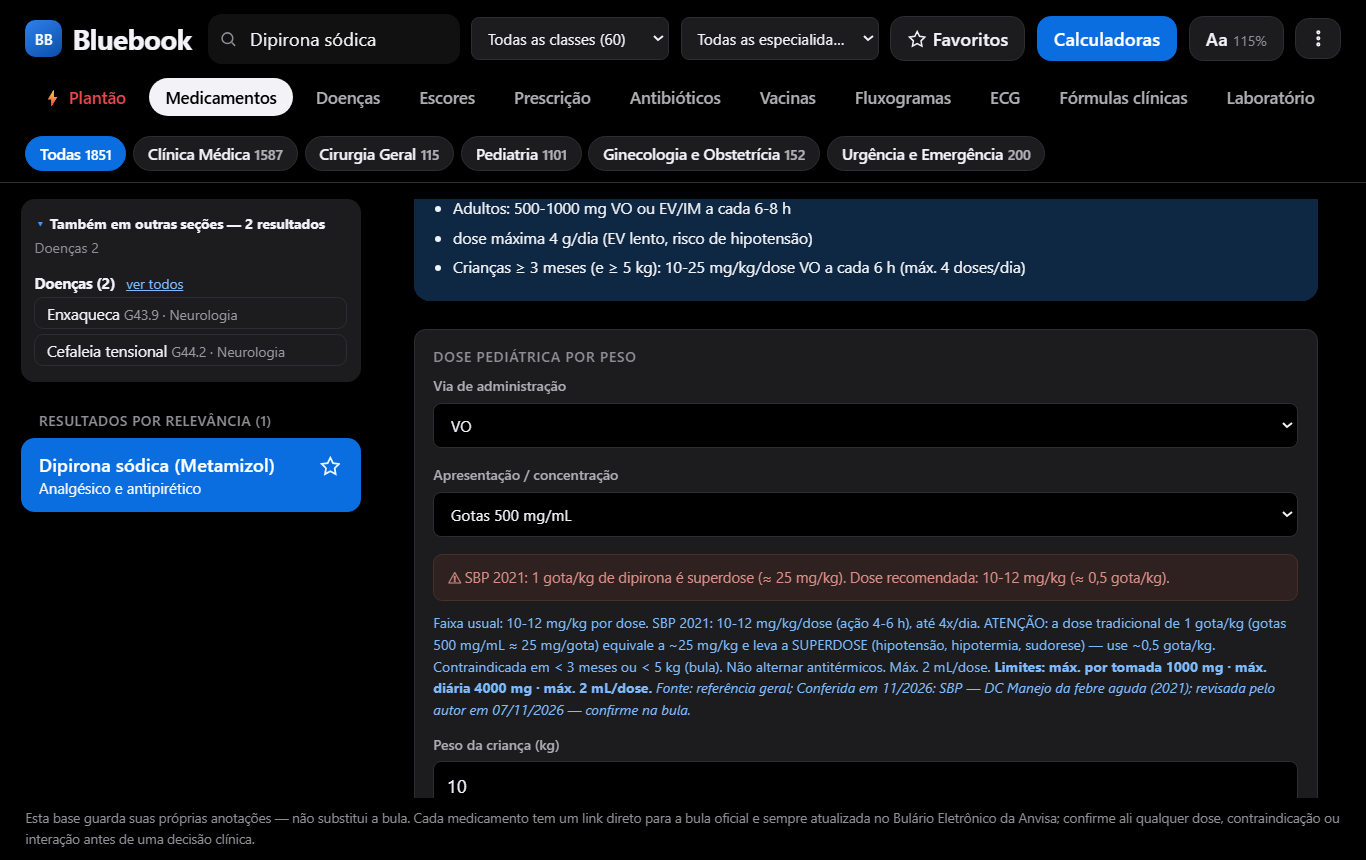 BB Bluebook Dipirona sódica Todas as classes (60) Todas as especialida... Favoritos Calculadoras Aa 115%
Plantão Medicamentos Doenças Escores Prescrição Antibióticos Vacinas Fluxogramas ECG Fórmulas clínicas Laboratório
Todas 1851 Clínica Médica 1587 Cirurgia Geral 115 Pediatria 1101 Ginecologia e Obstetrícia 152 Urgência e Emergência 200
Também em outras seções — 2 resultados
Doenças 2
Doenças (2) ver todos
Enxaqueca G43.9 · Neurologia
Cefaleia tensional G44.2 · Neurologia
RESULTADOS POR RELEVÂNCIA (1)
Dipirona sódica (Metamizol)
Analgésico e antipirético
• Adultos: 500-1000 mg VO ou EV/IM a cada 6-8 h
• dose máxima 4 g/dia (EV lento, risco de hipotensão)
• Crianças ≥ 3 meses (e ≥ 5 kg): 10-25 mg/kg/dose VO a cada 6 h (máx. 4 doses/dia)
DOSE PEDIÁTRICA POR PESO
Via de administração
VO
Apresentação / concentração
Gotas 500 mg/mL
⚠ SBP 2021: 1 gota/kg de dipirona é superdose (≈ 25 mg/kg). Dose recomendada: 10-12 mg/kg (≈ 0,5 gota/kg).
Faixa usual: 10-12 mg/kg por dose. SBP 2021: 10-12 mg/kg/dose (ação 4-6 h), até 4x/dia. ATENÇÃO: a dose tradicional de 1 gota/kg (gotas
500 mg/mL ≈ 25 mg/gota) equivale a ~25 mg/kg e leva a SUPERDOSE (hipotensão, hipotermia, sudorese) — use ~0,5 gota/kg.
Contraindicada em < 3 meses ou < 5 kg (bula). Não alternar antitérmicos. Máx. 2 mL/dose. Limites: máx. por tomada 1000 mg · máx.
diária 4000 mg · máx. 2 mL/dose. Fonte: referência geral; Conferida em 11/2026: SBP — DC Manejo da febre aguda (2021); revisada pelo
autor em 07/11/2026 — confirme na bula.
Peso da criança (kg)
10
Esta base guarda suas próprias anotações — não substitui a bula. Cada medicamento tem um link direto para a bula oficial e sempre atualizada no Bulário Eletrônico da Anvisa; confirme ali qualquer dose, contraindicação ou
interação antes de uma decisão clínica.